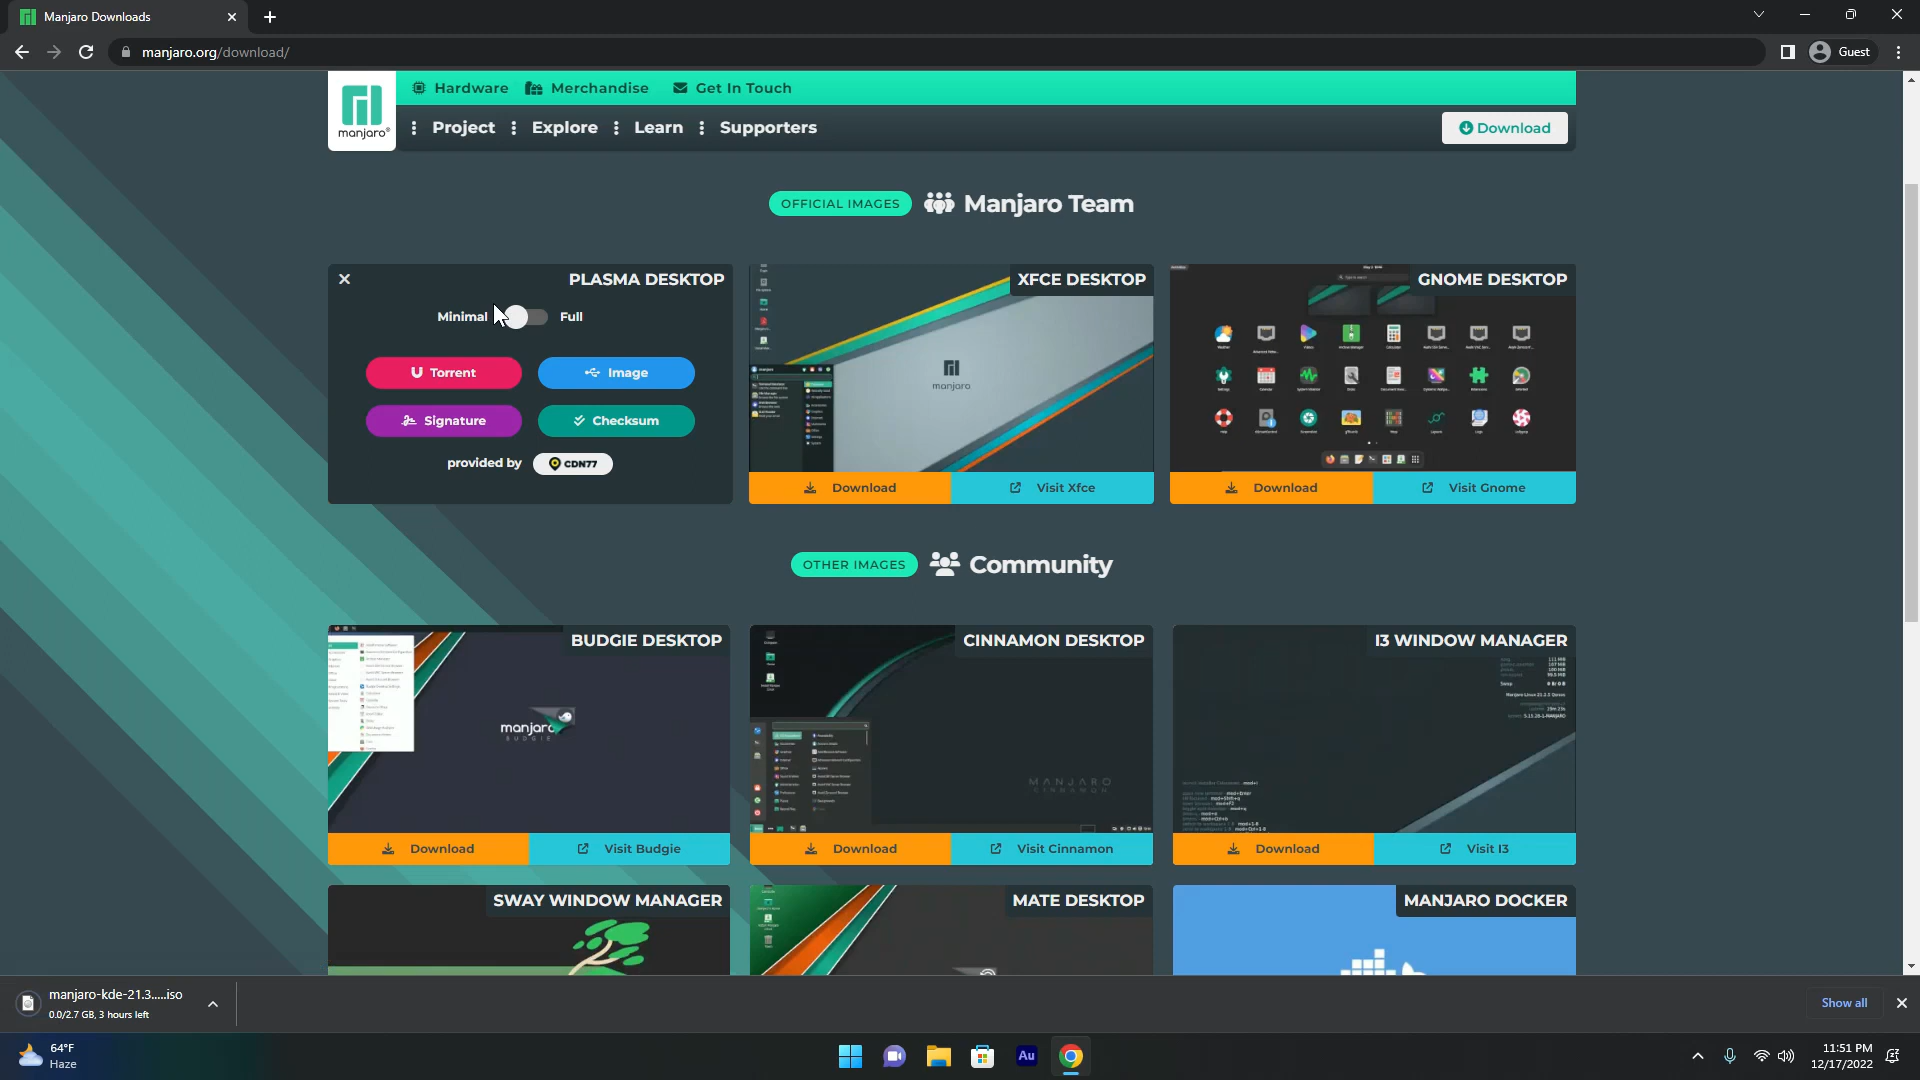 Manjaro Downloads
manjaro.org/download/
Guest
Hardware Merchandise Get In Touch
manjaro
Project Explore Learn Supporters
Download
OFFICIAL IMAGES Manjaro Team
PLASMA DESKTOP
Minimal Full
Torrent Image
Signature Checksum
provided by CDN77
XFCE DESKTOP
manjaro
Download Visit Xfce
GNOME DESKTOP
Download Visit Gnome
OTHER IMAGES Community
BUDGIE DESKTOP
manjaro
BUDGIE
Download Visit Budgie
CINNAMON DESKTOP
MANJARO
CINNAMON
Download Visit Cinnamon
I3 WINDOW MANAGER
Download Visit I3
SWAY WINDOW MANAGER
MATE DESKTOP
MANJARO DOCKER
manjaro-kde-21.3.....iso
0.0/2.7 GB, 3 hours left
Show all
64°F
Haze
Au
11:51 PM
12/17/2022